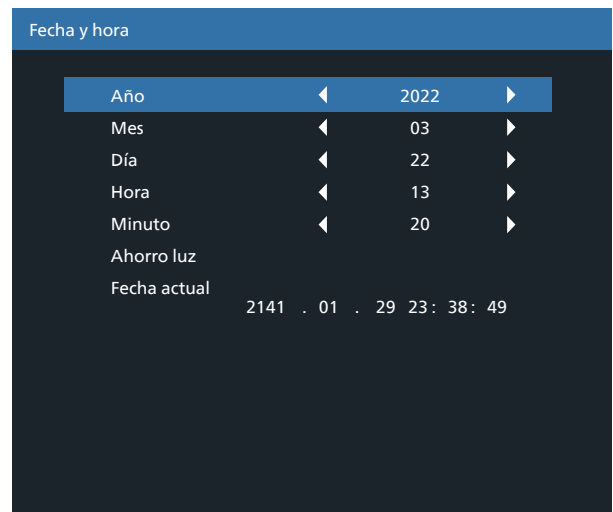 Fecha y hora
Año 2022
Mes 03
Día 22
Hora 13
Minuto 20
Ahorro luz
Fecha actual
2141 . 01 . 29 23: 38: 49